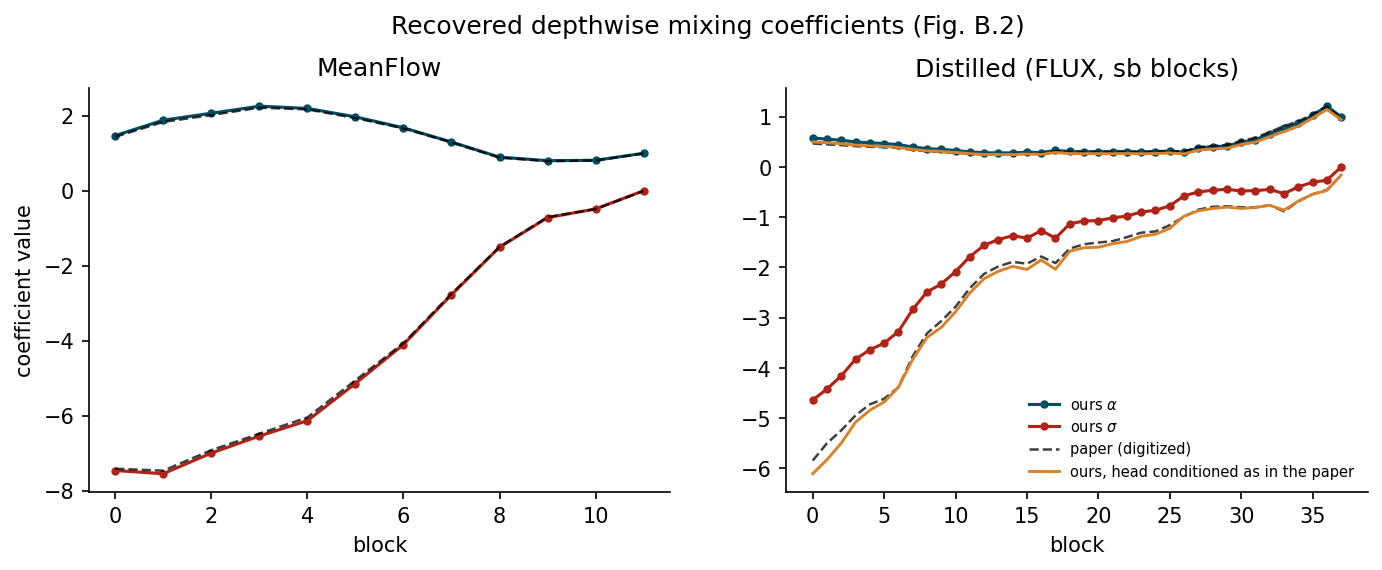 Recovered depthwise mixing coefficients (Fig. B.2)
MeanFlow
2
0
−2
−4
−6
−8
coefficient value
0 2 4 6 8 10
block
Distilled (FLUX, sb blocks)
1
0
−1
−2
−3
−4
−5
−6
ours α
ours σ
paper (digitized)
ours, head conditioned as in the paper
0 5 10 15 20 25 30 35
block